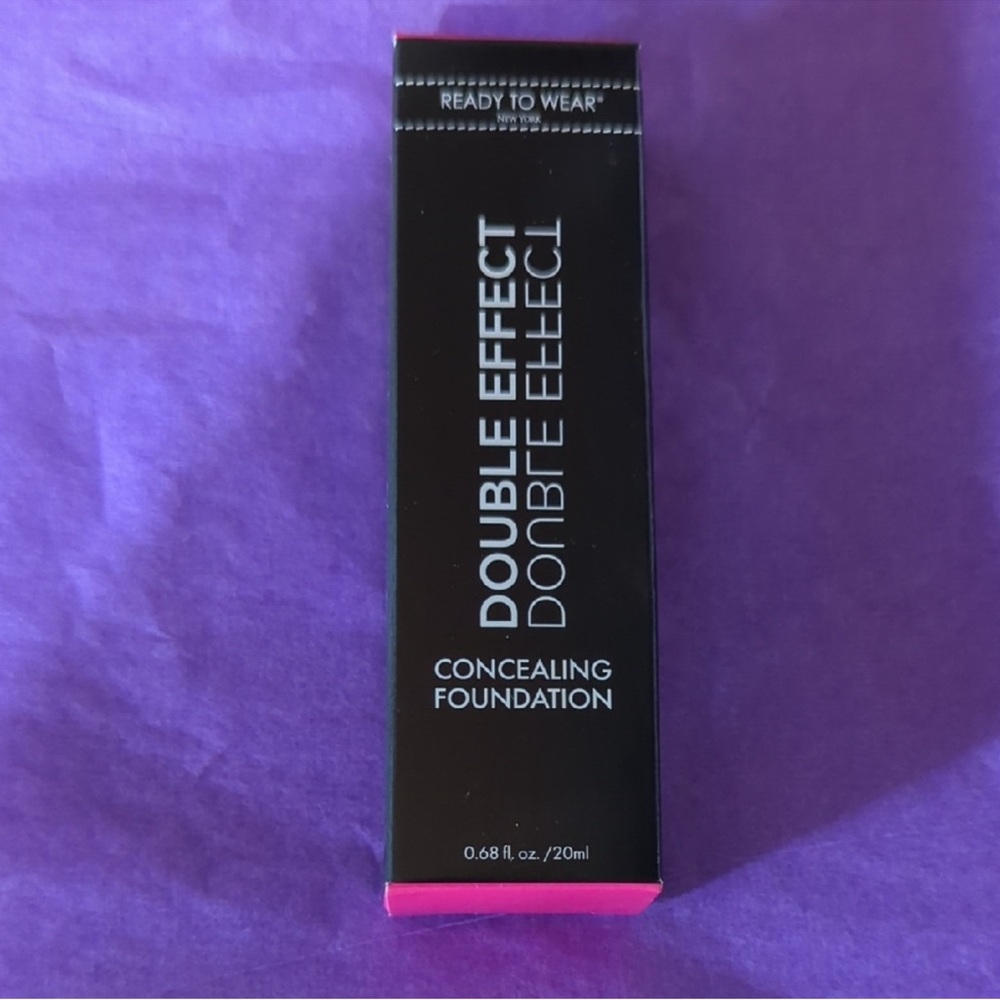 READY TO WEAR®
NEW YORK
DOUBLE EFFECT
DOUBLE EFFECT
CONCEALING
FOUNDATION
0.68 fl. oz. /20ml